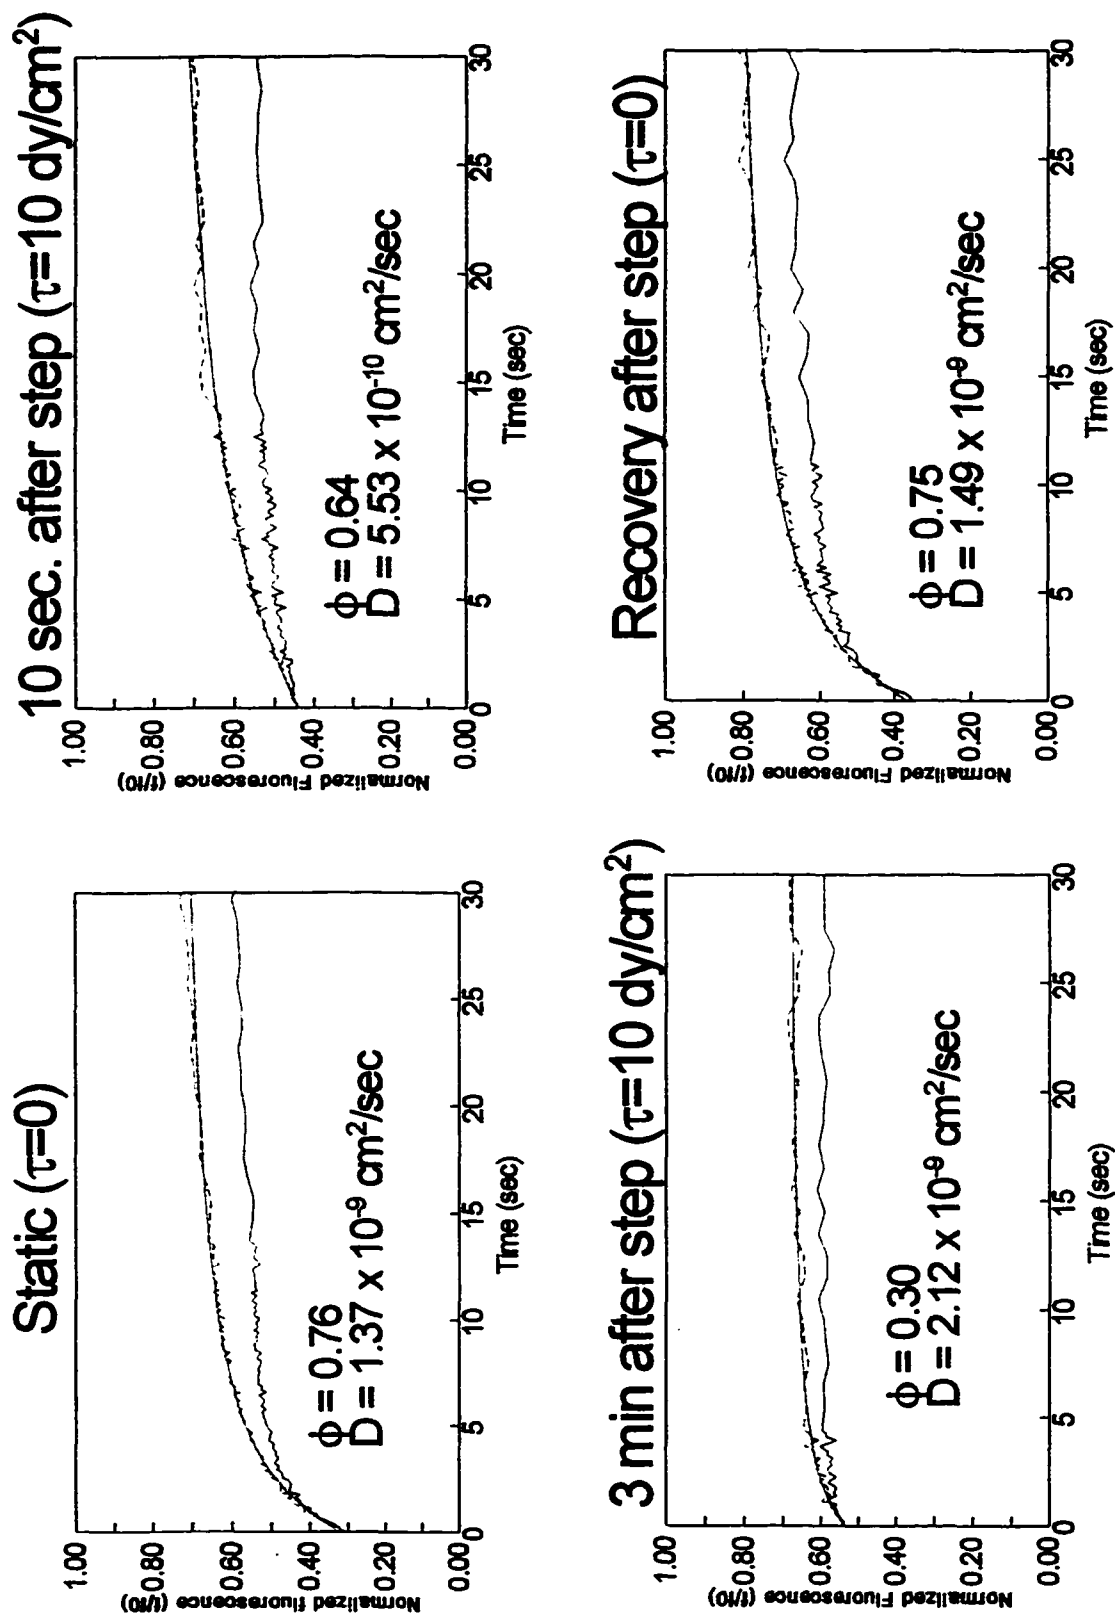 Static (τ=0)
1.00
0.80
0.60
0.40
0.20
0.00
Normalized fluorescence (f/f0)
ϕ = 0.76
D = 1.37 x 10⁻⁹ cm²/sec
0 5 10 15 20 25 30
Time (sec)
10 sec. after step (τ=10 dy/cm²)
1.00
0.80
0.60
0.40
0.20
0.00
Normalized Fluorescence (f/f0)
ϕ = 0.64
D = 5.53 x 10⁻¹⁰ cm²/sec
0 5 10 15 20 25 30
Time (sec)
3 min after step (τ=10 dy/cm²)
1.00
0.80
0.60
0.40
0.20
0.00
Normalized Fluorescence (f/f0)
ϕ = 0.30
D = 2.12 x 10⁻⁹ cm²/sec
0 5 10 15 20 25 30
Time (sec)
Recovery after step (τ=0)
1.00
0.80
0.60
0.40
0.20
0.00
Normalized Fluorescence (f/f0)
ϕ = 0.75
D = 1.49 x 10⁻⁹ cm²/sec
0 5 10 15 20 25 30
Time (sec)